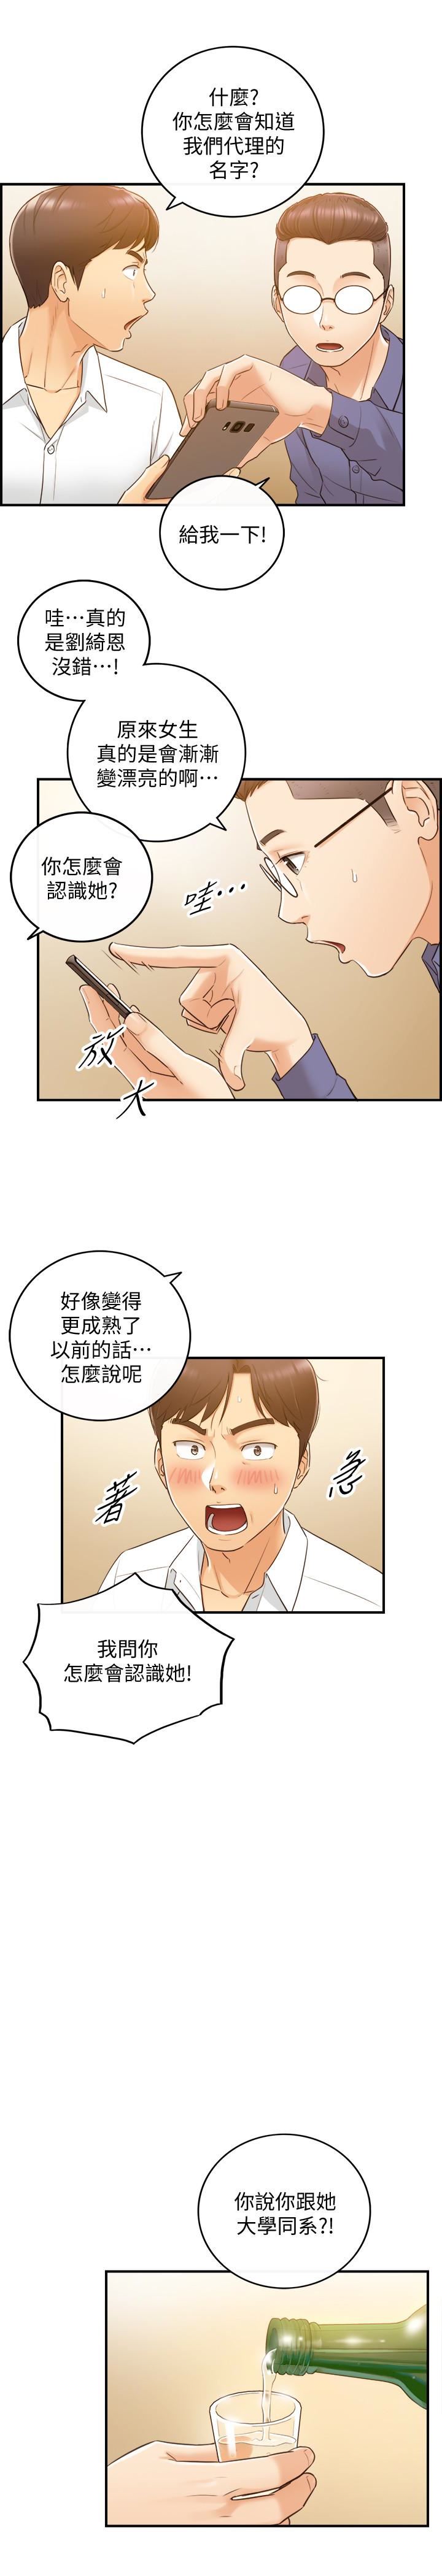 什麼?
你怎麼會知道
我們代理的
名字?
給我一下!
哇…真的
是劉綺恩
沒錯…!
原來女生
真的是會漸漸
變漂亮的啊…
你怎麼會
認識她?
哇…
放
大
好像變得
更成熟了
以前的話…
怎麼說呢
急
著
我問你
怎麼會認識她!
你說你跟她
大學同系?!